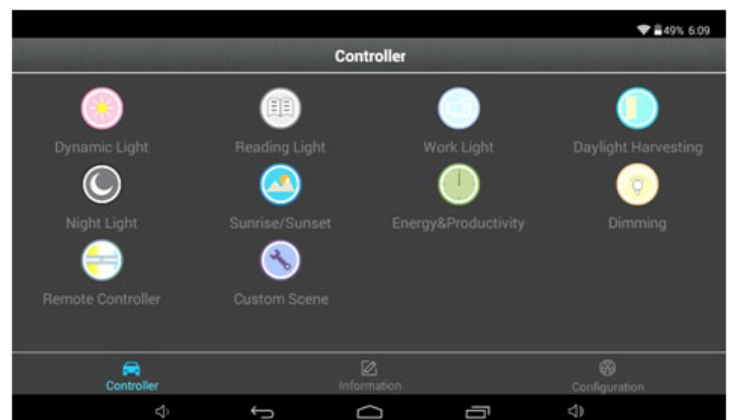 49% 6:09
Controller
Dynamic Light Reading Light Work Light Daylight Harvesting
Night Light Sunrise/Sunset Energy&Productivity Dimming
Remote Controller Custom Scene
Controller Information Configuration